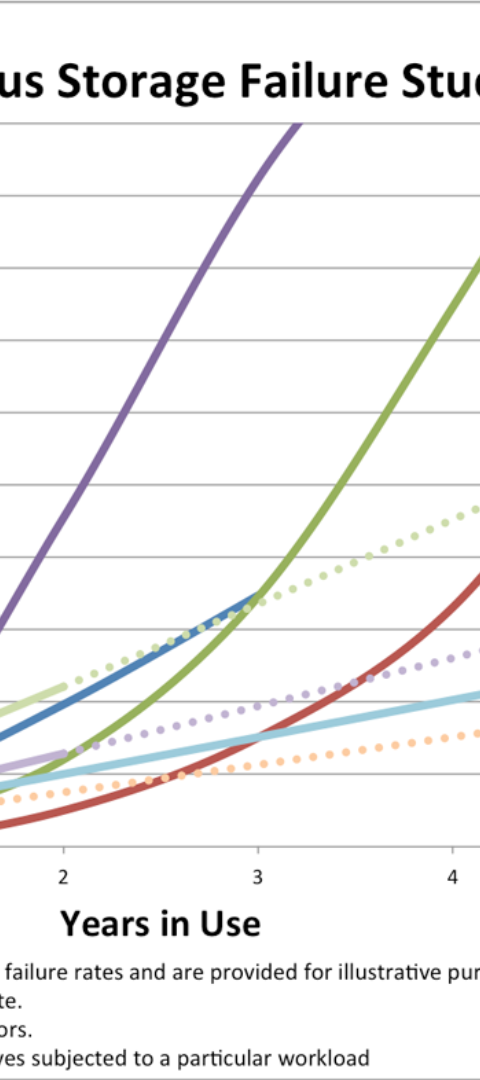 us Storage Failure Stu
2 3 4
Years in Use
failure rates and are provided for illustrative pur
te.
ors.
ves subjected to a particular workload